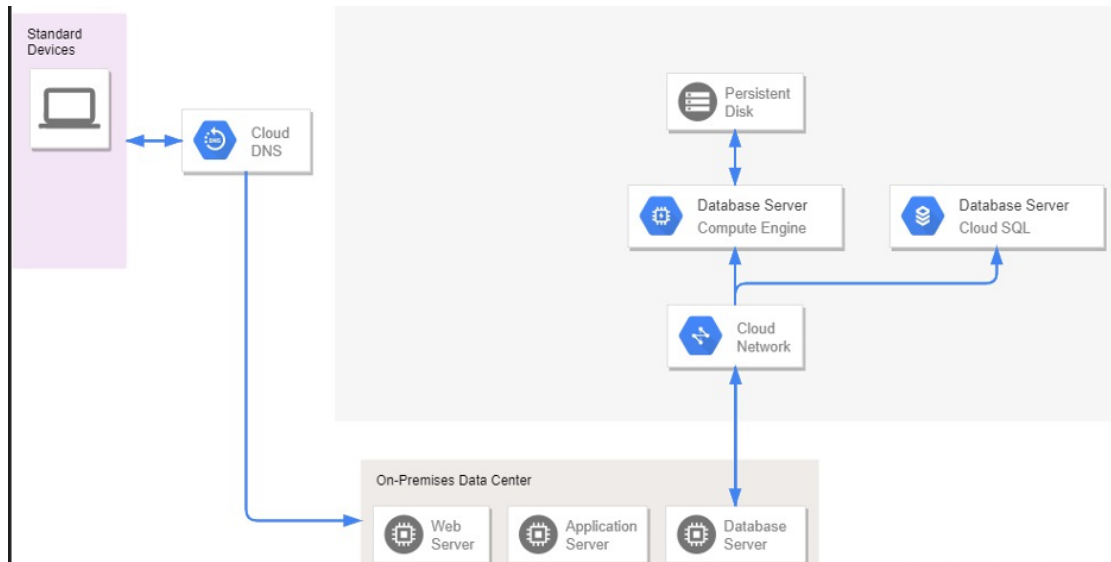 Standard
Devices
Cloud
DNS
Persistent
Disk
Database Server
Compute Engine
Database Server
Cloud SQL
Cloud
Network
On-Premises Data Center
Web
Server
Application
Server
Database
Server